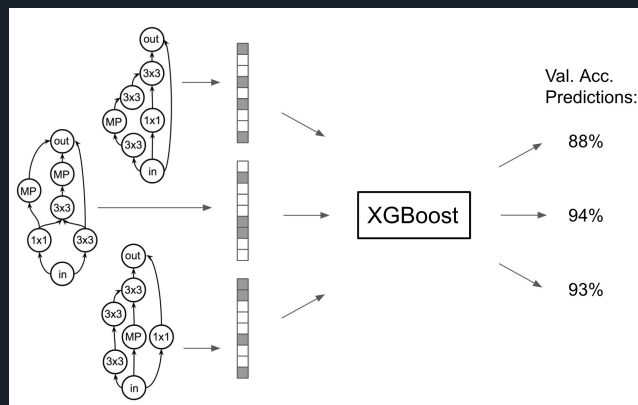 out
3x3
3x3
MP
1x1
3x3
in
out
MP
MP
3x3
1x1
3x3
in
out
3x3
3x3
MP
1x1
3x3
in
XGBoost
Val. Acc.
Predictions:
88%
94%
93%